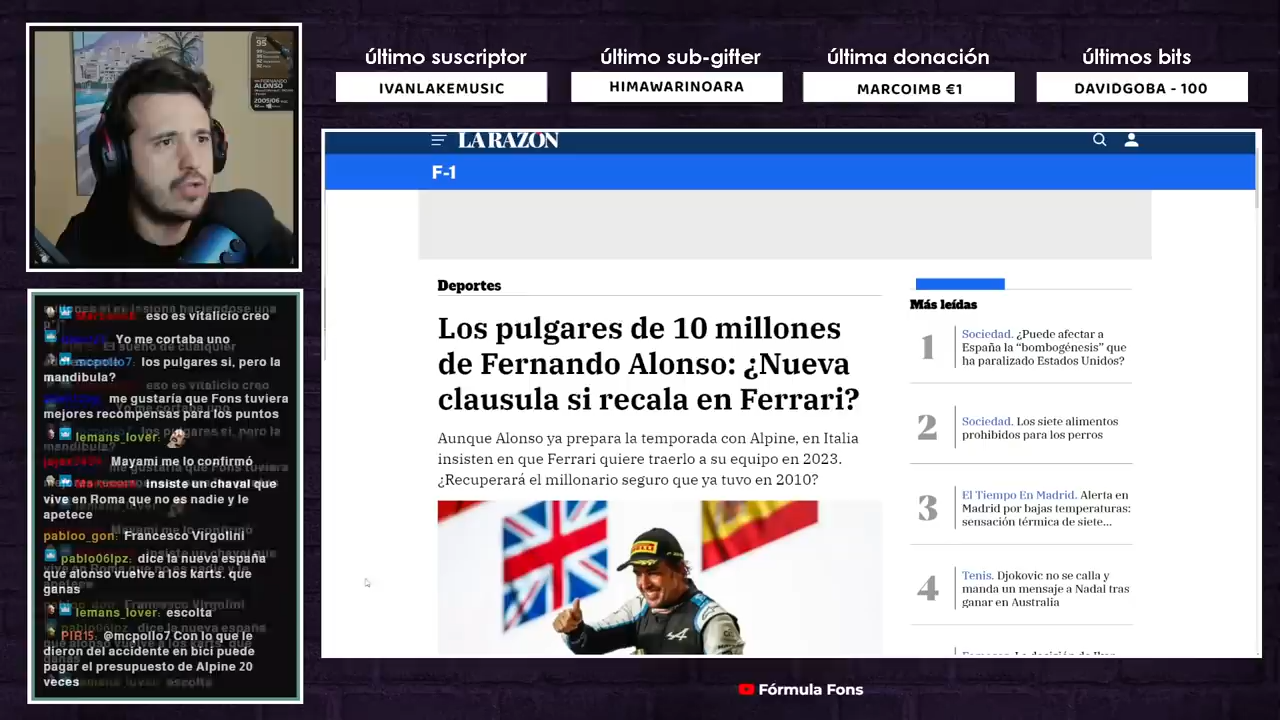 último suscriptor
último sub-gifter
última donación
últimos bits
IVANLAKEMUSIC
HIMAWARINOARA
MARCOIMB €1
DAVIDGOBA - 100
95
FERNANDO
ALONSO
2005/06
LA RAZÓN
F-1
Deportes
Los pulgares de 10 millones
de Fernando Alonso: ¿Nueva
clausula si recala en Ferrari?
Aunque Alonso ya prepara la temporada con Alpine, en Italia
insisten en que Ferrari quiere traerlo a su equipo en 2023.
¿Recuperará el millonario seguro que ya tuvo en 2010?
Más leídas
1
Sociedad. ¿Puede afectar a
España la “bombogénesis” que
ha paralizado Estados Unidos?
2
Sociedad. Los siete alimentos
prohibidos para los perros
3
El Tiempo En Madrid. Alerta en
Madrid por bajas temperaturas:
sensación térmica de siete...
4
Tenis. Djokovic no se calla y
manda un mensaje a Nadal tras
ganar en Australia
eso es vitalicio creo
Yo me cortaba uno
mcpollo7: los pulgares si, pero la
mandibula?
me gustaría que Fons tuviera
mejores recompensas para los puntos
lemans_lover:
Mayami me lo confirmó
insiste un chaval que
vive en Roma que no es nadie y le
apetece
pabloo_gon: Francesco Virgolini
pablo06lpz: dice la nueva españa
que alonso vuelve a los karts. que
ganas
lemans_lover: escolta
PIR15: @mcpollo7 Con lo que le
dieron del accidente en bici puede
pagar el presupuesto de Alpine 20
veces
Fórmula Fons